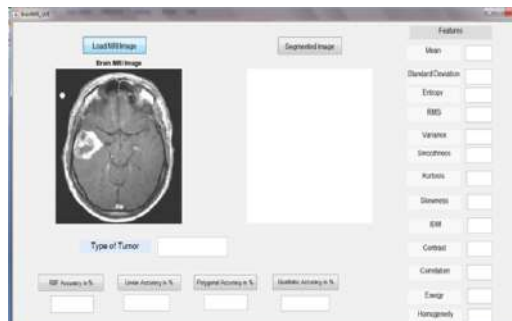 Load MRI Image
Segmented Image
Brain MRI Image
Type of Tumor
RBF Accuracy in %
Linear Accuracy in %
Polygonal Accuracy in %
Quadratic Accuracy in %
Features
Mean
Standard Deviation
Entropy
RMS
Variance
Smoothness
Kurtosis
Skewness
IDM
Contrast
Correlation
Energy
Homogeneity